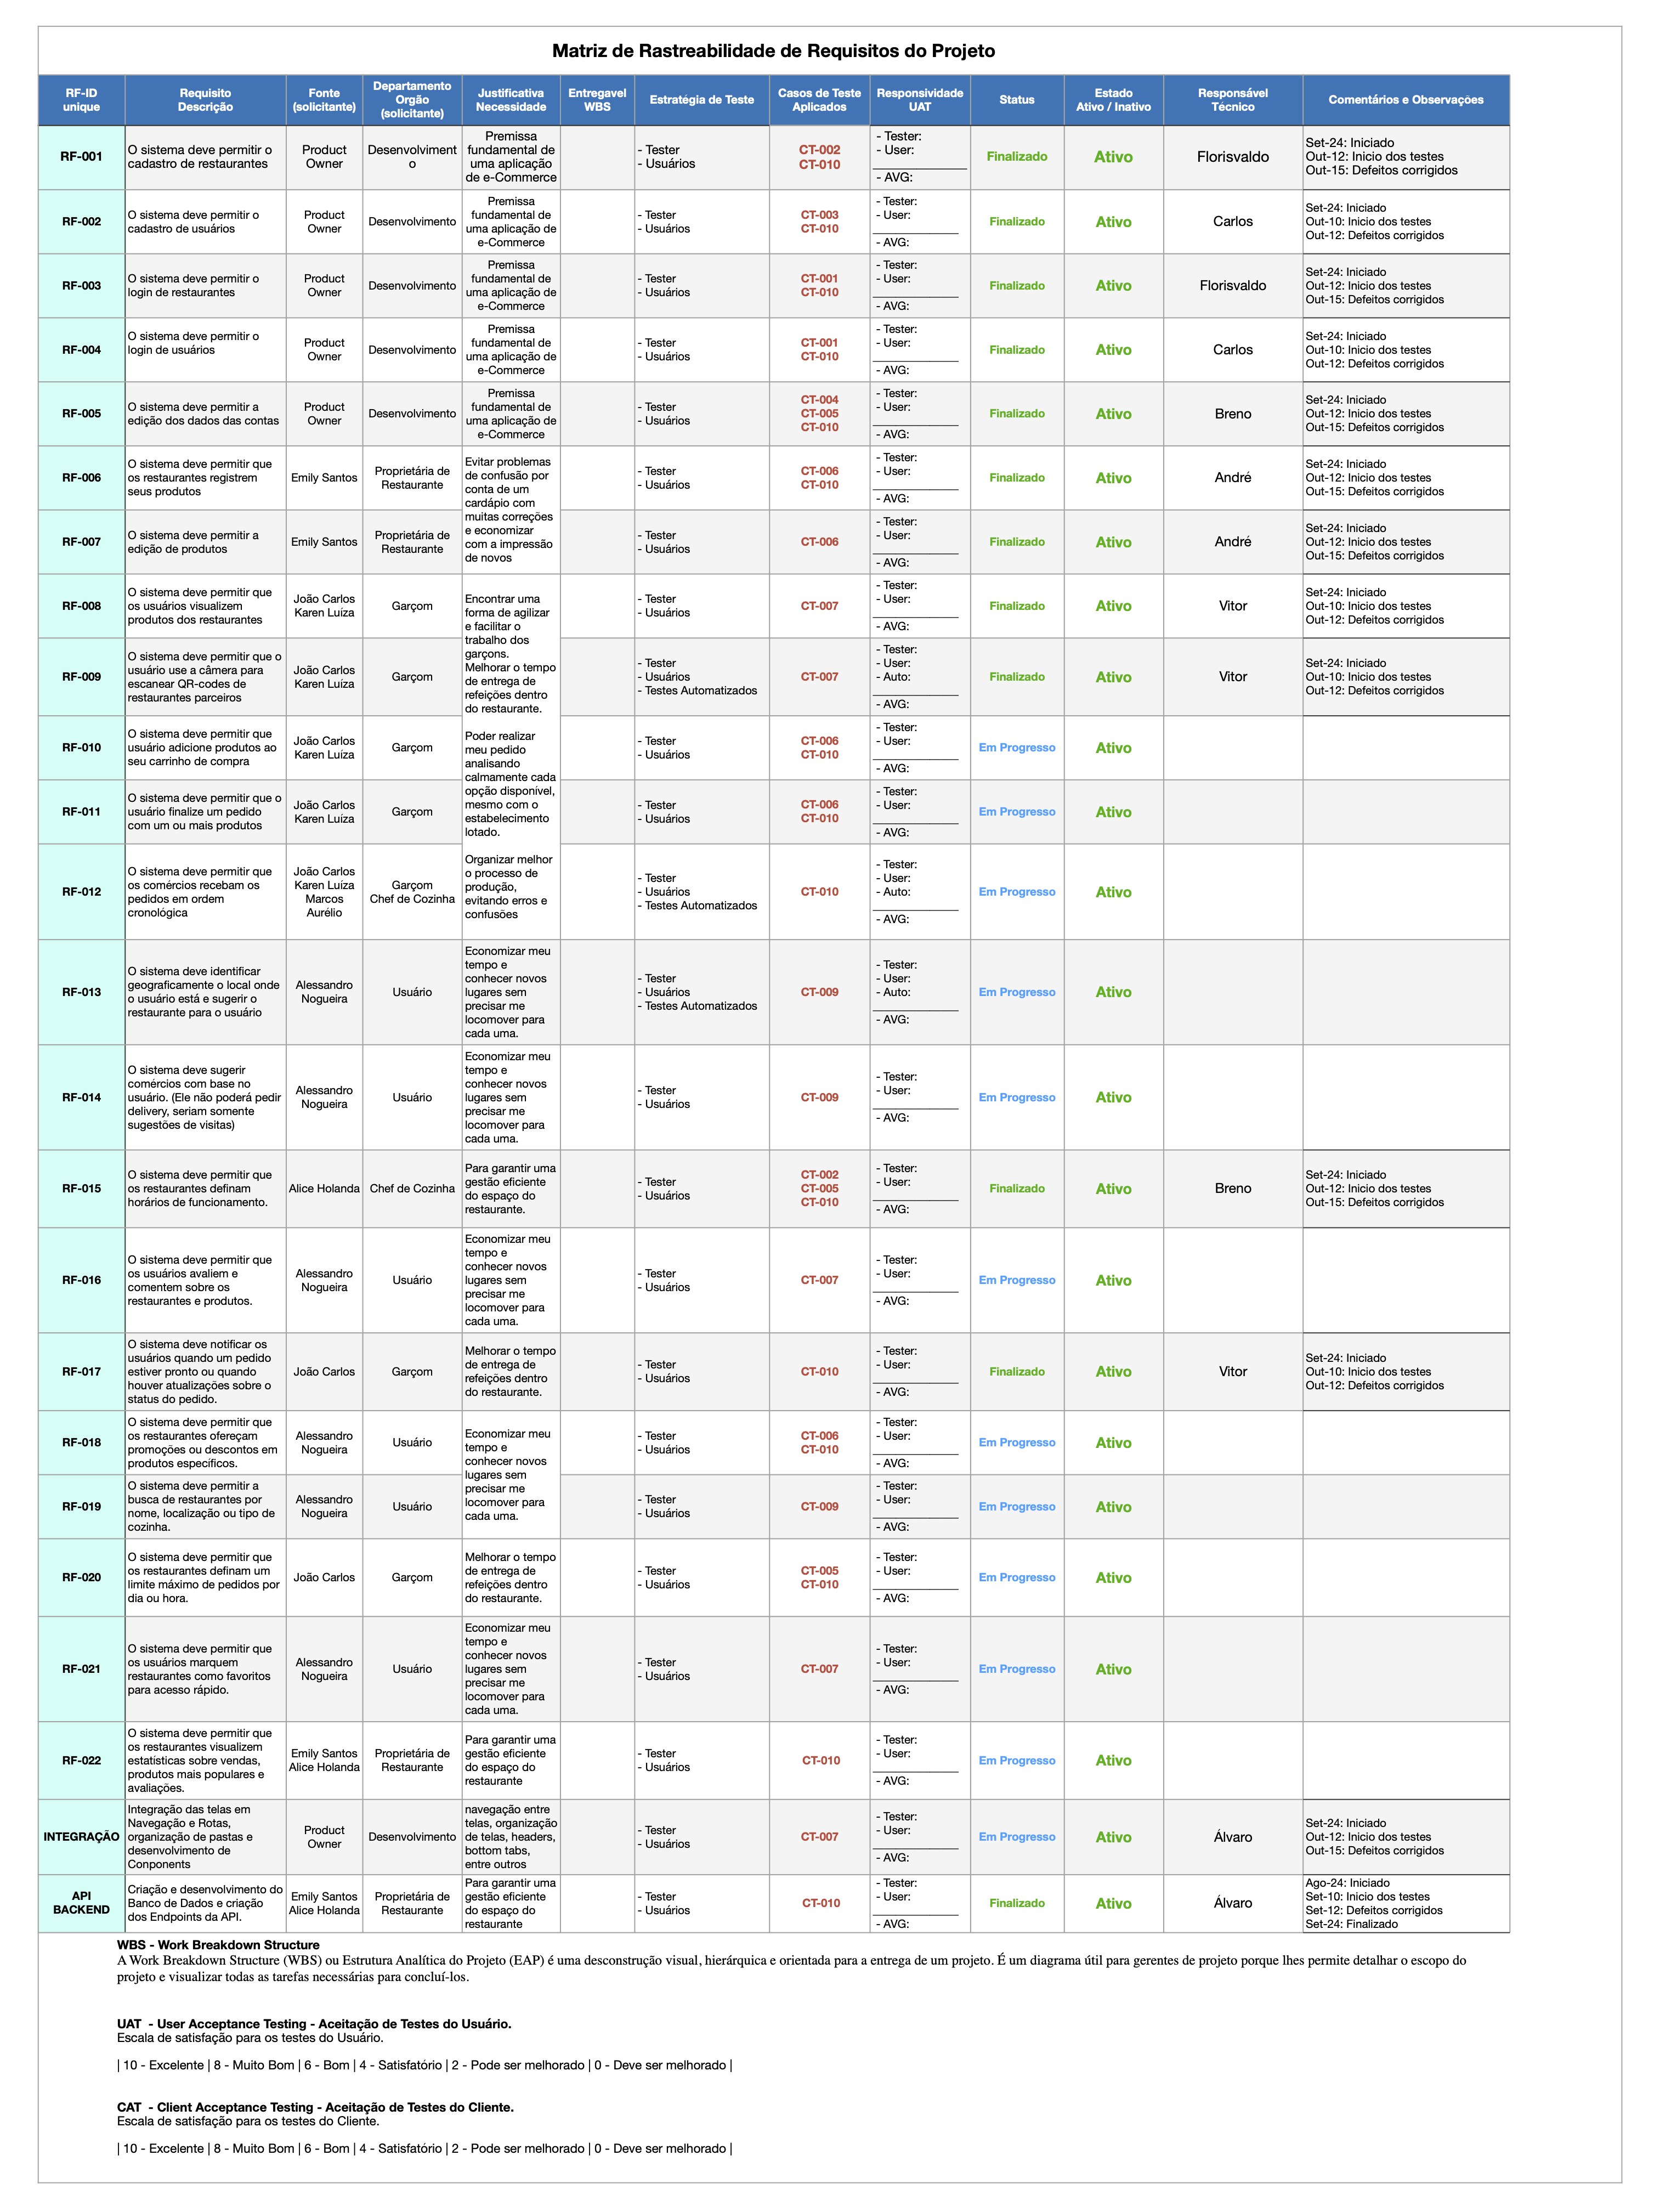 Matriz de Rastreabilidade de Requisitos do Projeto
RF-ID unique | Requisito Descrição | Fonte (solicitante) | Departamento Orgão (solicitante) | Justificativa Necessidade | Entregavel WBS | Estratégia de Teste | Casos de Teste Aplicados | Responsividade UAT | Status | Estado Ativo / Inativo | Responsável Técnico | Comentários e Observações
RF-001 | O sistema deve permitir o cadastro de restaurantes | Product Owner | Desenvolvimento | Premissa fundamental de uma aplicação de e-Commerce | - Tester - Usuários | CT-002 CT-010 | - Tester: - User: - AVG: | Finalizado | Ativo | Florisvaldo | Set-24: Iniciado Out-12: Inicio dos testes Out-15: Defeitos corrigidos
RF-002 | O sistema deve permitir o cadastro de usuários | Product Owner | Desenvolvimento | Premissa fundamental de uma aplicação de e-Commerce | - Tester - Usuários | CT-003 CT-010 | - Tester: - User: - AVG: | Finalizado | Ativo | Carlos | Set-24: Iniciado Out-10: Inicio dos testes Out-12: Defeitos corrigidos
RF-003 | O sistema deve permitir o login de restaurantes | Product Owner | Desenvolvimento | Premissa fundamental de uma aplicação de e-Commerce | - Tester - Usuários | CT-001 CT-010 | - Tester: - User: - AVG: | Finalizado | Ativo | Florisvaldo | Set-24: Iniciado Out-12: Inicio dos testes Out-15: Defeitos corrigidos
RF-004 | O sistema deve permitir o login de usuários | Product Owner | Desenvolvimento | Premissa fundamental de uma aplicação de e-Commerce | - Tester - Usuários | CT-001 CT-010 | - Tester: - User: - AVG: | Finalizado | Ativo | Carlos | Set-24: Iniciado Out-10: Inicio dos testes Out-12: Defeitos corrigidos
RF-005 | O sistema deve permitir a edição dos dados das contas | Product Owner | Desenvolvimento | Premissa fundamental de uma aplicação de e-Commerce | - Tester - Usuários | CT-004 CT-005 CT-010 | - Tester: - User: - AVG: | Finalizado | Ativo | Breno | Set-24: Iniciado Out-12: Inicio dos testes Out-15: Defeitos corrigidos
RF-006 | O sistema deve permitir que os restaurantes registrem seus produtos | Emily Santos | Proprietária de Restaurante | Evitar problemas de confusão por conta de um cardápio com muitas correções e economizar com a impressão de novos | - Tester - Usuários | CT-006 CT-010 | - Tester: - User: - AVG: | Finalizado | Ativo | André | Set-24: Iniciado Out-12: Inicio dos testes Out-15: Defeitos corrigidos
RF-007 | O sistema deve permitir a edição de produtos | Emily Santos | Proprietária de Restaurante | - Tester - Usuários | CT-006 | - Tester: - User: - AVG: | Finalizado | Ativo | André | Set-24: Iniciado Out-12: Inicio dos testes Out-15: Defeitos corrigidos
RF-008 | O sistema deve permitir que os usuários visualizem produtos dos restaurantes | João Carlos Karen Luíza | Garçom | Encontrar uma forma de agilizar e facilitar o trabalho dos garçons. Melhorar o tempo de entrega de refeições dentro do restaurante. Poder realizar meu pedido analisando calmamente cada opção disponível, mesmo com o estabelecimento lotado. Organizar melhor o processo de produção, evitando erros e confusões | - Tester - Usuários | CT-007 | - Tester: - User: - AVG: | Finalizado | Ativo | Vitor | Set-24: Iniciado Out-10: Inicio dos testes Out-12: Defeitos corrigidos
RF-009 | O sistema deve permitir que o usuário use a câmera para escanear QR-codes de restaurantes parceiros | João Carlos Karen Luíza | Garçom | - Tester - Usuários - Testes Automatizados | CT-007 | - Tester: - User: - Auto: - AVG: | Finalizado | Ativo | Vitor | Set-24: Iniciado Out-10: Inicio dos testes Out-12: Defeitos corrigidos
RF-010 | O sistema deve permitir que usuário adicione produtos ao seu carrinho de compra | João Carlos Karen Luíza | Garçom | - Tester - Usuários | CT-006 CT-010 | - Tester: - User: - AVG: | Em Progresso | Ativo
RF-011 | O sistema deve permitir que o usuário finalize um pedido com um ou mais produtos | João Carlos Karen Luíza | Garçom | - Tester - Usuários | CT-006 CT-010 | - Tester: - User: - AVG: | Em Progresso | Ativo
RF-012 | O sistema deve permitir que os comércios recebam os pedidos em ordem cronológica | João Carlos Karen Luíza Marcos Aurélio | Garçom Chef de Cozinha | - Tester - Usuários - Testes Automatizados | CT-010 | - Tester: - User: - Auto: - AVG: | Em Progresso | Ativo
RF-013 | O sistema deve identificar geograficamente o local onde o usuário está e sugerir o restaurante para o usuário | Alessandro Nogueira | Usuário | Economizar meu tempo e conhecer novos lugares sem precisar me locomover para cada uma. | - Tester - Usuários - Testes Automatizados | CT-009 | - Tester: - User: - Auto: - AVG: | Em Progresso | Ativo
RF-014 | O sistema deve sugerir comércios com base no usuário. (Ele não poderá pedir delivery, seriam somente sugestões de visitas) | Alessandro Nogueira | Usuário | Economizar meu tempo e conhecer novos lugares sem precisar me locomover para cada uma. | - Tester - Usuários | CT-009 | - Tester: - User: - AVG: | Em Progresso | Ativo
RF-015 | O sistema deve permitir que os restaurantes definam horários de funcionamento. | Alice Holanda | Chef de Cozinha | Para garantir uma gestão eficiente do espaço do restaurante. | - Tester - Usuários | CT-002 CT-005 CT-010 | - Tester: - User: - AVG: | Finalizado | Ativo | Breno | Set-24: Iniciado Out-12: Inicio dos testes Out-15: Defeitos corrigidos
RF-016 | O sistema deve permitir que os usuários avaliem e comentem sobre os restaurantes e produtos. | Alessandro Nogueira | Usuário | Economizar meu tempo e conhecer novos lugares sem precisar me locomover para cada uma. | - Tester - Usuários | CT-007 | - Tester: - User: - AVG: | Em Progresso | Ativo
RF-017 | O sistema deve notificar os usuários quando um pedido estiver pronto ou quando houver atualizações sobre o status do pedido. | João Carlos | Garçom | Melhorar o tempo de entrega de refeições dentro do restaurante. | - Tester - Usuários | CT-010 | - Tester: - User: - AVG: | Finalizado | Ativo | Vitor | Set-24: Iniciado Out-10: Inicio dos testes Out-12: Defeitos corrigidos
RF-018 | O sistema deve permitir que os restaurantes ofereçam promoções ou descontos em produtos específicos. | Alessandro Nogueira | Usuário | Economizar meu tempo e conhecer novos lugares sem precisar me locomover para cada uma. | - Tester - Usuários | CT-006 CT-010 | - Tester: - User: - AVG: | Em Progresso | Ativo
RF-019 | O sistema deve permitir a busca de restaurantes por nome, localização ou tipo de cozinha. | Alessandro Nogueira | Usuário | - Tester - Usuários | CT-009 | - Tester: - User: - AVG: | Em Progresso | Ativo
RF-020 | O sistema deve permitir que os restaurantes definam um limite máximo de pedidos por dia ou hora. | João Carlos | Garçom | Melhorar o tempo de entrega de refeições dentro do restaurante. | - Tester - Usuários | CT-005 CT-010 | - Tester: - User: - AVG: | Em Progresso | Ativo
RF-021 | O sistema deve permitir que os usuários marquem restaurantes como favoritos para acesso rápido. | Alessandro Nogueira | Usuário | Economizar meu tempo e conhecer novos lugares sem precisar me locomover para cada uma. | - Tester - Usuários | CT-007 | - Tester: - User: - AVG: | Em Progresso | Ativo
RF-022 | O sistema deve permitir que os restaurantes visualizem estatísticas sobre vendas, produtos mais populares e avaliações. | Emily Santos Alice Holanda | Proprietária de Restaurante | Para garantir uma gestão eficiente do espaço do restaurante | - Tester - Usuários | CT-010 | - Tester: - User: - AVG: | Em Progresso | Ativo
INTEGRAÇÃO | Integração das telas em Navegação e Rotas, organização de pastas e desenvolvimento de Conponents | Product Owner | Desenvolvimento | navegação entre telas, organização de telas, headers, bottom tabs, entre outros | - Tester - Usuários | CT-007 | - Tester: - User: - AVG: | Em Progresso | Ativo | Álvaro | Set-24: Iniciado Out-12: Inicio dos testes Out-15: Defeitos corrigidos
API BACKEND | Criação e desenvolvimento do Banco de Dados e criação dos Endpoints da API. | Emily Santos Alice Holanda | Proprietária de Restaurante | Para garantir uma gestão eficiente do espaço do restaurante | - Tester - Usuários | CT-010 | - Tester: - User: - AVG: | Finalizado | Ativo | Álvaro | Ago-24: Iniciado Set-10: Inicio dos testes Set-12: Defeitos corrigidos Set-24: Finalizado
WBS - Work Breakdown Structure
A Work Breakdown Structure (WBS) ou Estrutura Analítica do Projeto (EAP) é uma desconstrução visual, hierárquica e orientada para a entrega de um projeto. É um diagrama útil para gerentes de projeto porque lhes permite detalhar o escopo do
projeto e visualizar todas as tarefas necessárias para concluí-los.
UAT - User Acceptance Testing - Aceitação de Testes do Usuário.
Escala de satisfação para os testes do Usuário.
| 10 - Excelente | 8 - Muito Bom | 6 - Bom | 4 - Satisfatório | 2 - Pode ser melhorado | 0 - Deve ser melhorado |
CAT - Client Acceptance Testing - Aceitação de Testes do Cliente.
Escala de satisfação para os testes do Cliente.
| 10 - Excelente | 8 - Muito Bom | 6 - Bom | 4 - Satisfatório | 2 - Pode ser melhorado | 0 - Deve ser melhorado |